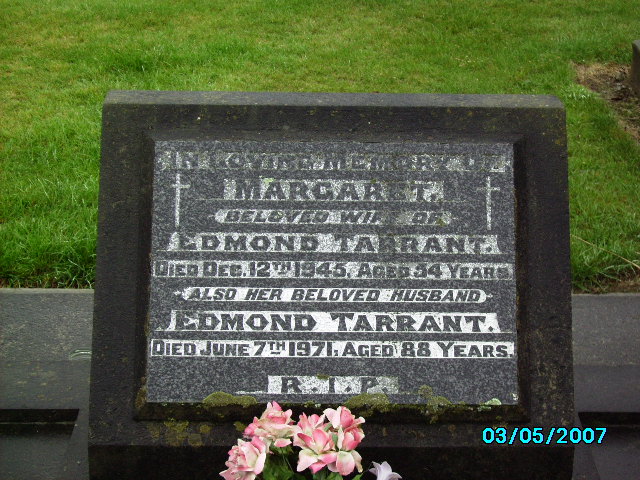 IN LOVING MEMORY OF
MARGARET.
BELOVED WIFE OF
EDMOND TARRANT.
DIED DEC. 12TH 1945, AGED 54 YEARS
ALSO HER BELOVED HUSBAND
EDMOND TARRANT.
DIED JUNE 7TH 1971. AGED 88 YEARS.
R.I.P.
03/05/2007